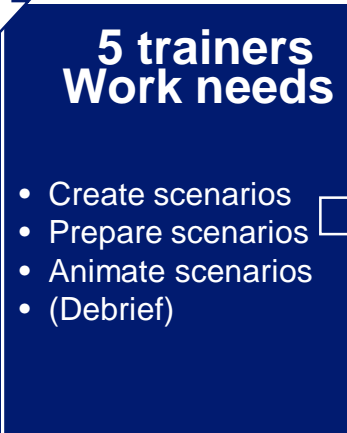 5 trainers
Work needs
• Create scenarios
• Prepare scenarios
• Animate scenarios
• (Debrief)